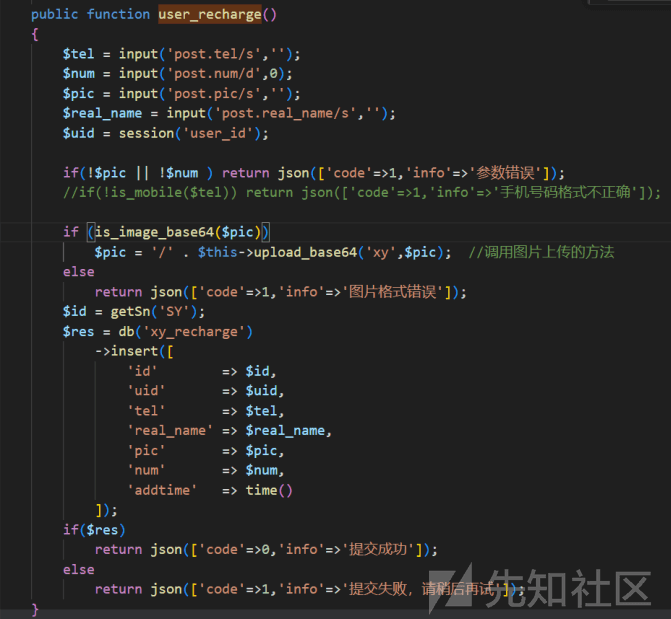 public function user_recharge()
{
$tel = input('post.tel/s','');
$num = input('post.num/d',0);
$pic = input('post.pic/s','');
$real_name = input('post.real_name/s','');
$uid = session('user_id');
if(!$pic || !$num ) return json(['code'=>1,'info'=>'参数错误']);
//if(!is_mobile($tel)) return json(['code'=>1,'info'=>'手机号码格式不正确']);
if (is_image_base64($pic))
$pic = '/' . $this->upload_base64('xy',$pic); //调用图片上传的方法
else
return json(['code'=>1,'info'=>'图片格式错误']);
$id = getSn('SY');
$res = db('xy_recharge')
->insert([
'id' => $id,
'uid' => $uid,
'tel' => $tel,
'real_name' => $real_name,
'pic' => $pic,
'num' => $num,
'addtime' => time()
]);
if($res)
return json(['code'=>0,'info'=>'提交成功']);
else
return json(['code'=>1,'info'=>'提交失败，请稍后再试']);
}
先知社区